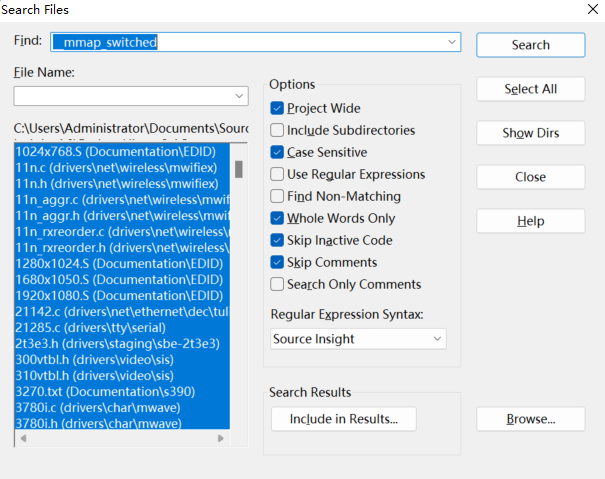 Search Files
Find: __mmap_switched
Search
File Name:
Select All
Show Dirs
Close
Help
C:\Users\Administrator\Documents\Sourc
1024x768.S (Documentation\EDID)
11n.c (drivers\net\wireless\mwifiex)
11n.h (drivers\net\wireless\mwifiex)
11n_aggr.c (drivers\net\wireless\mwif
11n_aggr.h (drivers\net\wireless\mwif
11n_rxreorder.c (drivers\net\wireless\
11n_rxreorder.h (drivers\net\wireless\
1280x1024.S (Documentation\EDID)
1680x1050.S (Documentation\EDID)
1920x1080.S (Documentation\EDID)
21142.c (drivers\net\ethernet\dec\tul
21285.c (drivers\tty\serial)
2t3e3.h (drivers\staging\sbe-2t3e3)
300vtbl.h (drivers\video\sis)
310vtbl.h (drivers\video\sis)
3270.txt (Documentation\s390)
3780i.c (drivers\char\mwave)
3780i.h (drivers\char\mwave)
Options
Project Wide
Include Subdirectories
Case Sensitive
Use Regular Expressions
Find Non-Matching
Whole Words Only
Skip Inactive Code
Skip Comments
Search Only Comments
Regular Expression Syntax:
Source Insight
Search Results
Include in Results...
Browse...